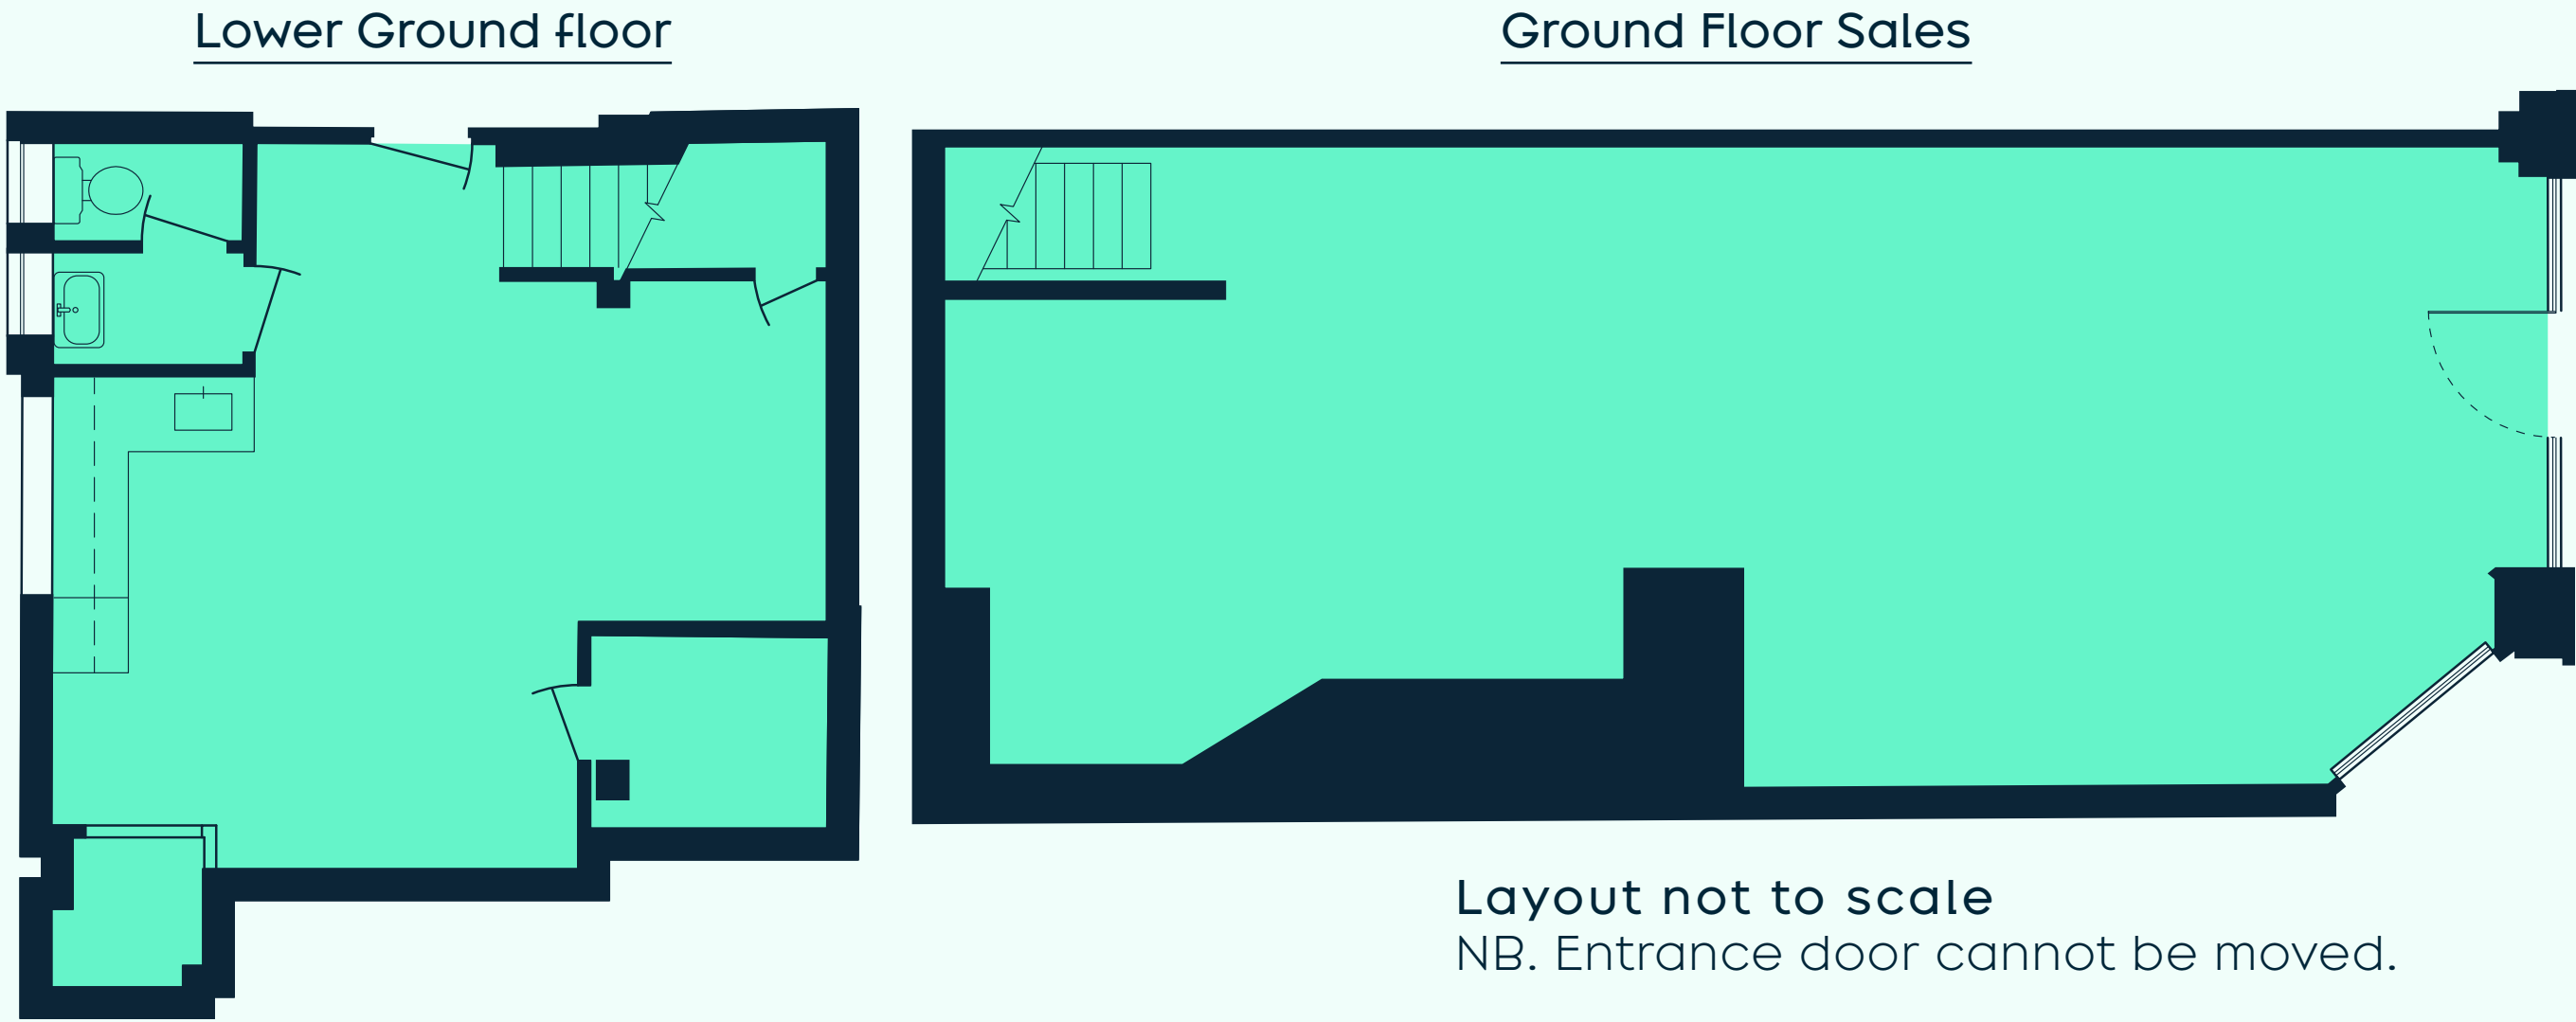 Lower Ground floor
Ground Floor Sales
Layout not to scale
NB. Entrance door cannot be moved.